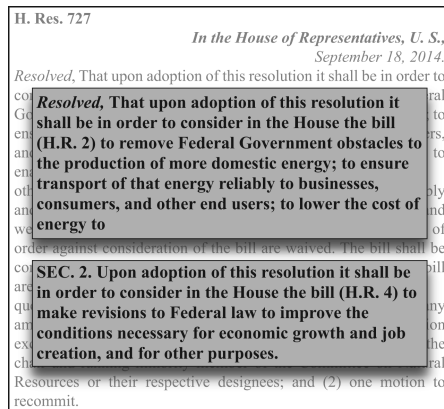 H. Res. 727
In the House of Representatives, U. S.,
September 18, 2014.
Resolved, That upon adoption of this resolution it shall be in order to
Resolved, That upon adoption of this resolution it
shall be in order to consider in the House the bill
(H.R. 2) to remove Federal Government obstacles to
the production of more domestic energy; to ensure
transport of that energy reliably to businesses,
consumers, and other end users; to lower the cost of
energy to
order against consideration of the bill are waived. The bill shall be
SEC. 2. Upon adoption of this resolution it shall be
in order to consider in the House the bill (H.R. 4) to
make revisions to Federal law to improve the
conditions necessary for economic growth and job
creation, and for other purposes.
Resources or their respective designees; and (2) one motion to
recommit.